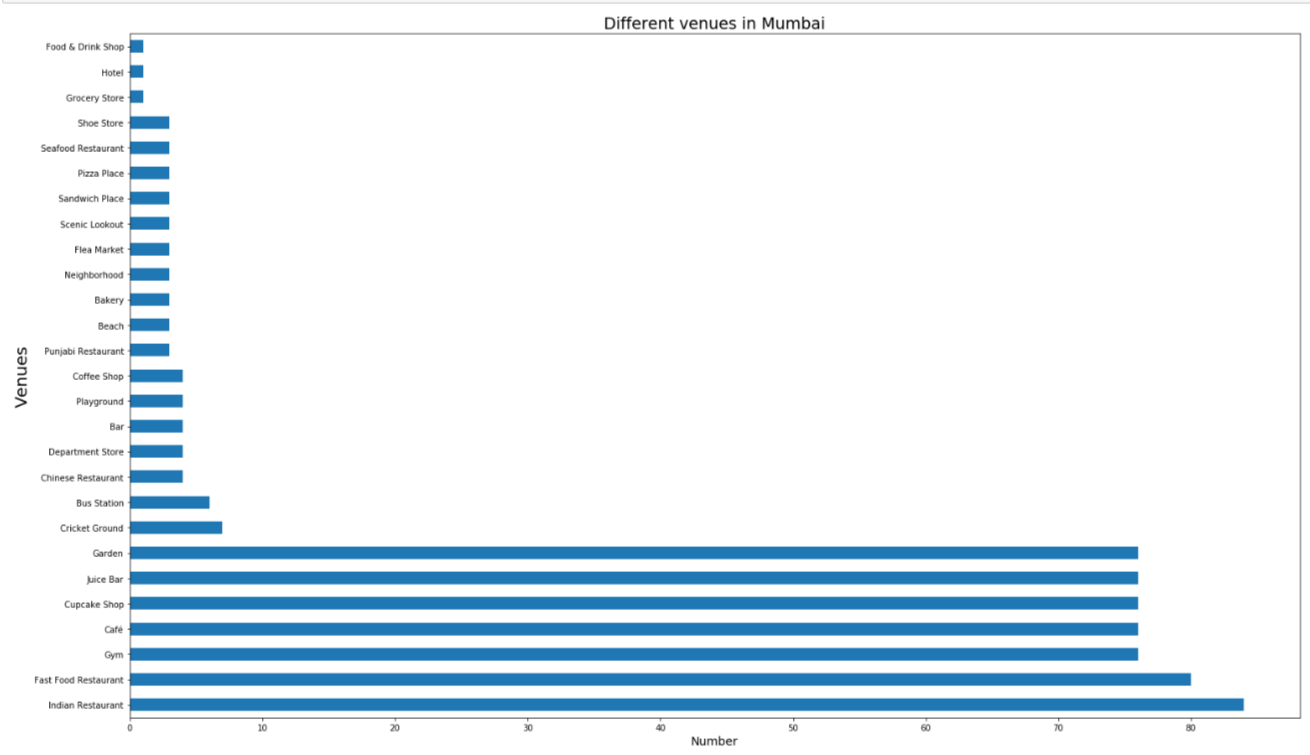 Different venues in Mumbai
Food & Drink Shop
Hotel
Grocery Store
Shoe Store
Seafood Restaurant
Pizza Place
Sandwich Place
Scenic Lookout
Flea Market
Neighborhood
Bakery
Beach
Punjabi Restaurant
Coffee Shop
Playground
Bar
Department Store
Chinese Restaurant
Bus Station
Cricket Ground
Garden
Juice Bar
Cupcake Shop
Café
Gym
Fast Food Restaurant
Indian Restaurant
Venues
0 10 20 30 40 50 60 70 80
Number